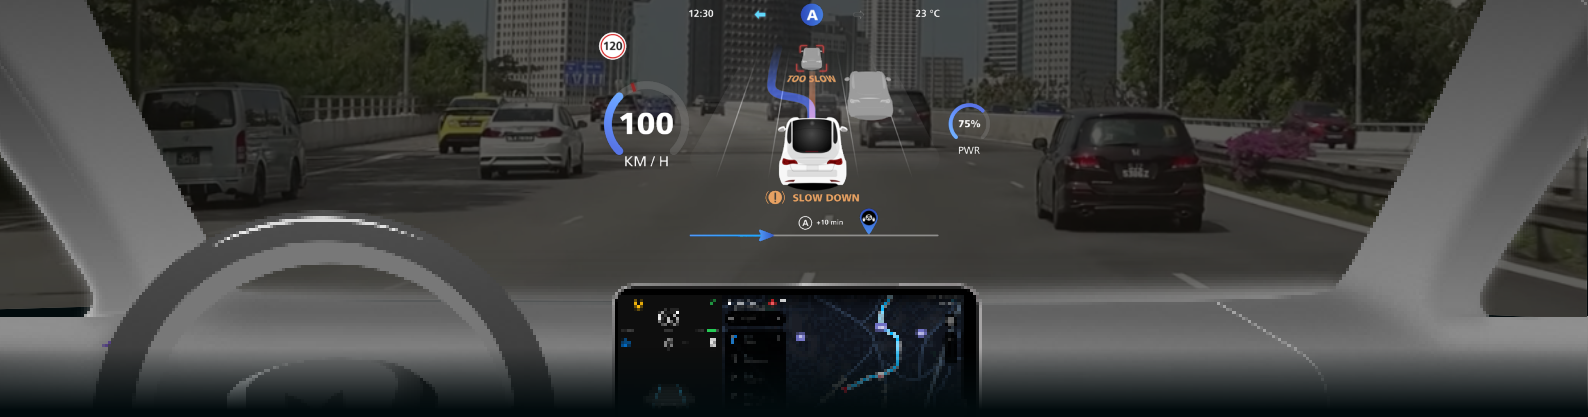 12:30
A
23 °C
120
TOO SLOW
100
KM / H
75%
PWR
SLOW DOWN
A +10 min